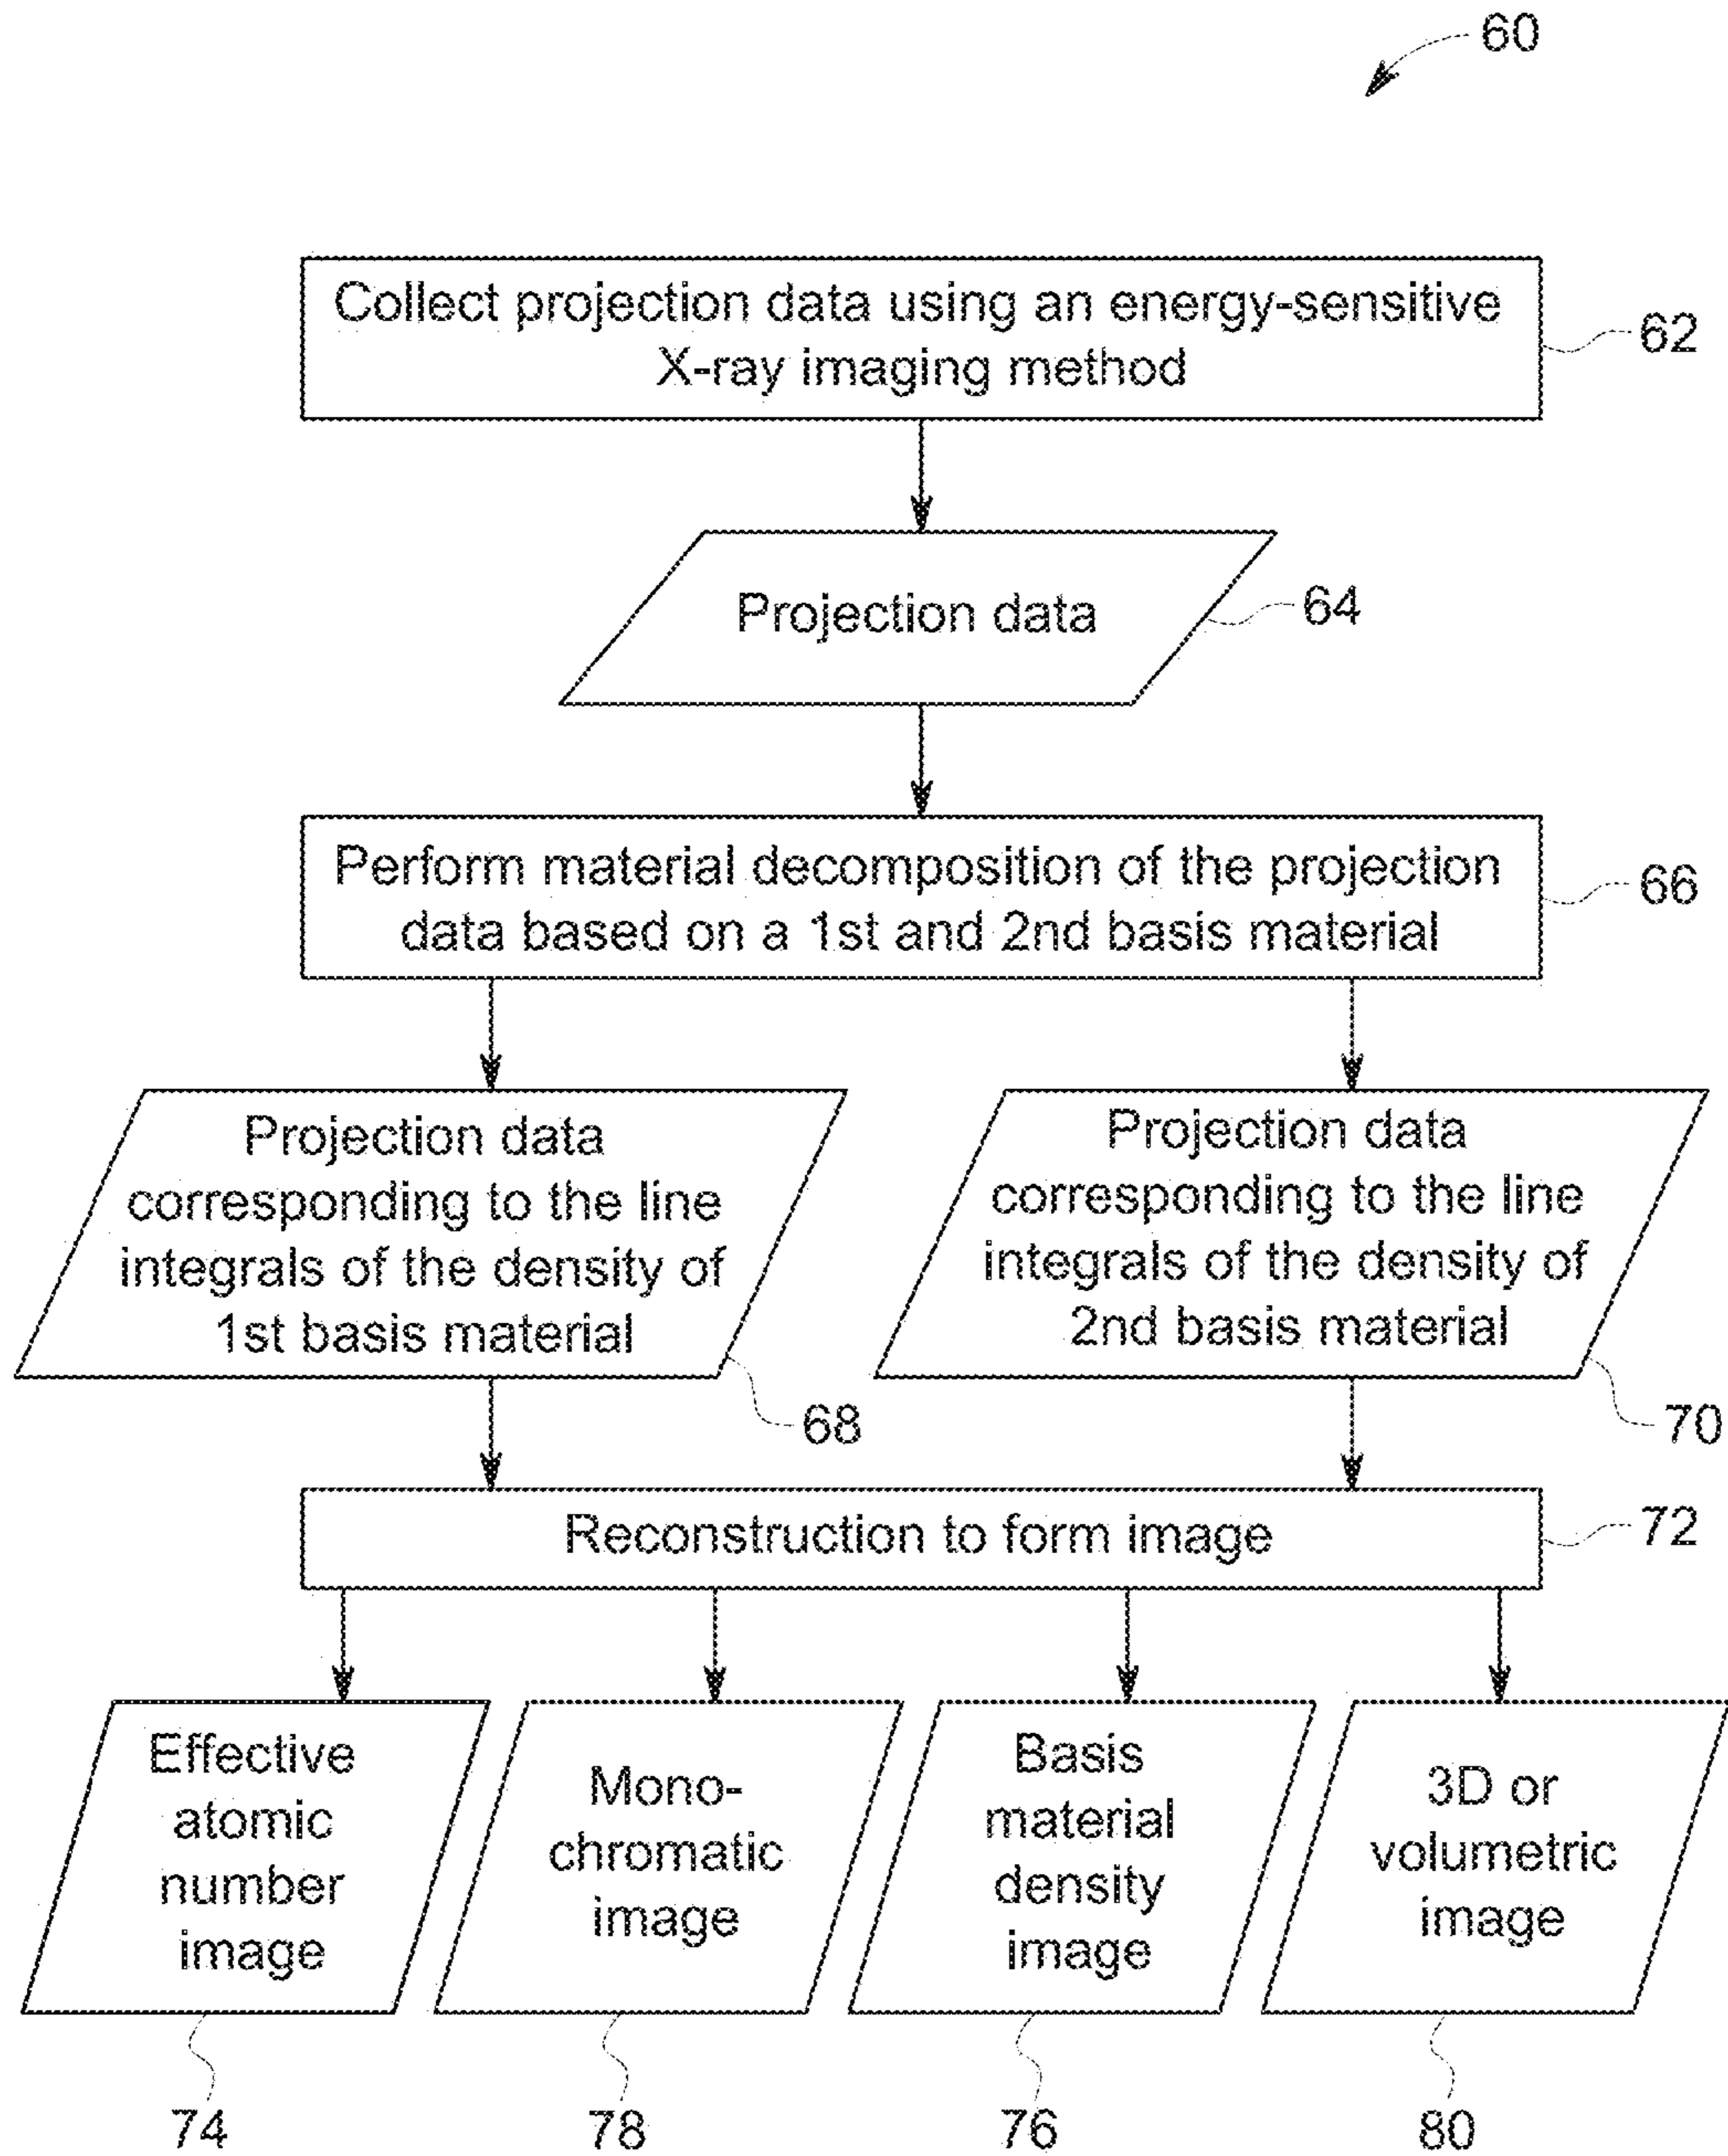 60
Collect projection data using an energy-sensitive
X-ray imaging method
62
Projection data
64
Perform material decomposition of the projection
data based on a 1st and 2nd basis material
66
Projection data
corresponding to the line
integrals of the density of
1st basis material
68
Projection data
corresponding to the line
integrals of the density of
2nd basis material
70
Reconstruction to form image
72
Effective
atomic
number
image
74
Mono-
chromatic
image
78
Basis
material
density
image
76
3D or
volumetric
image
80